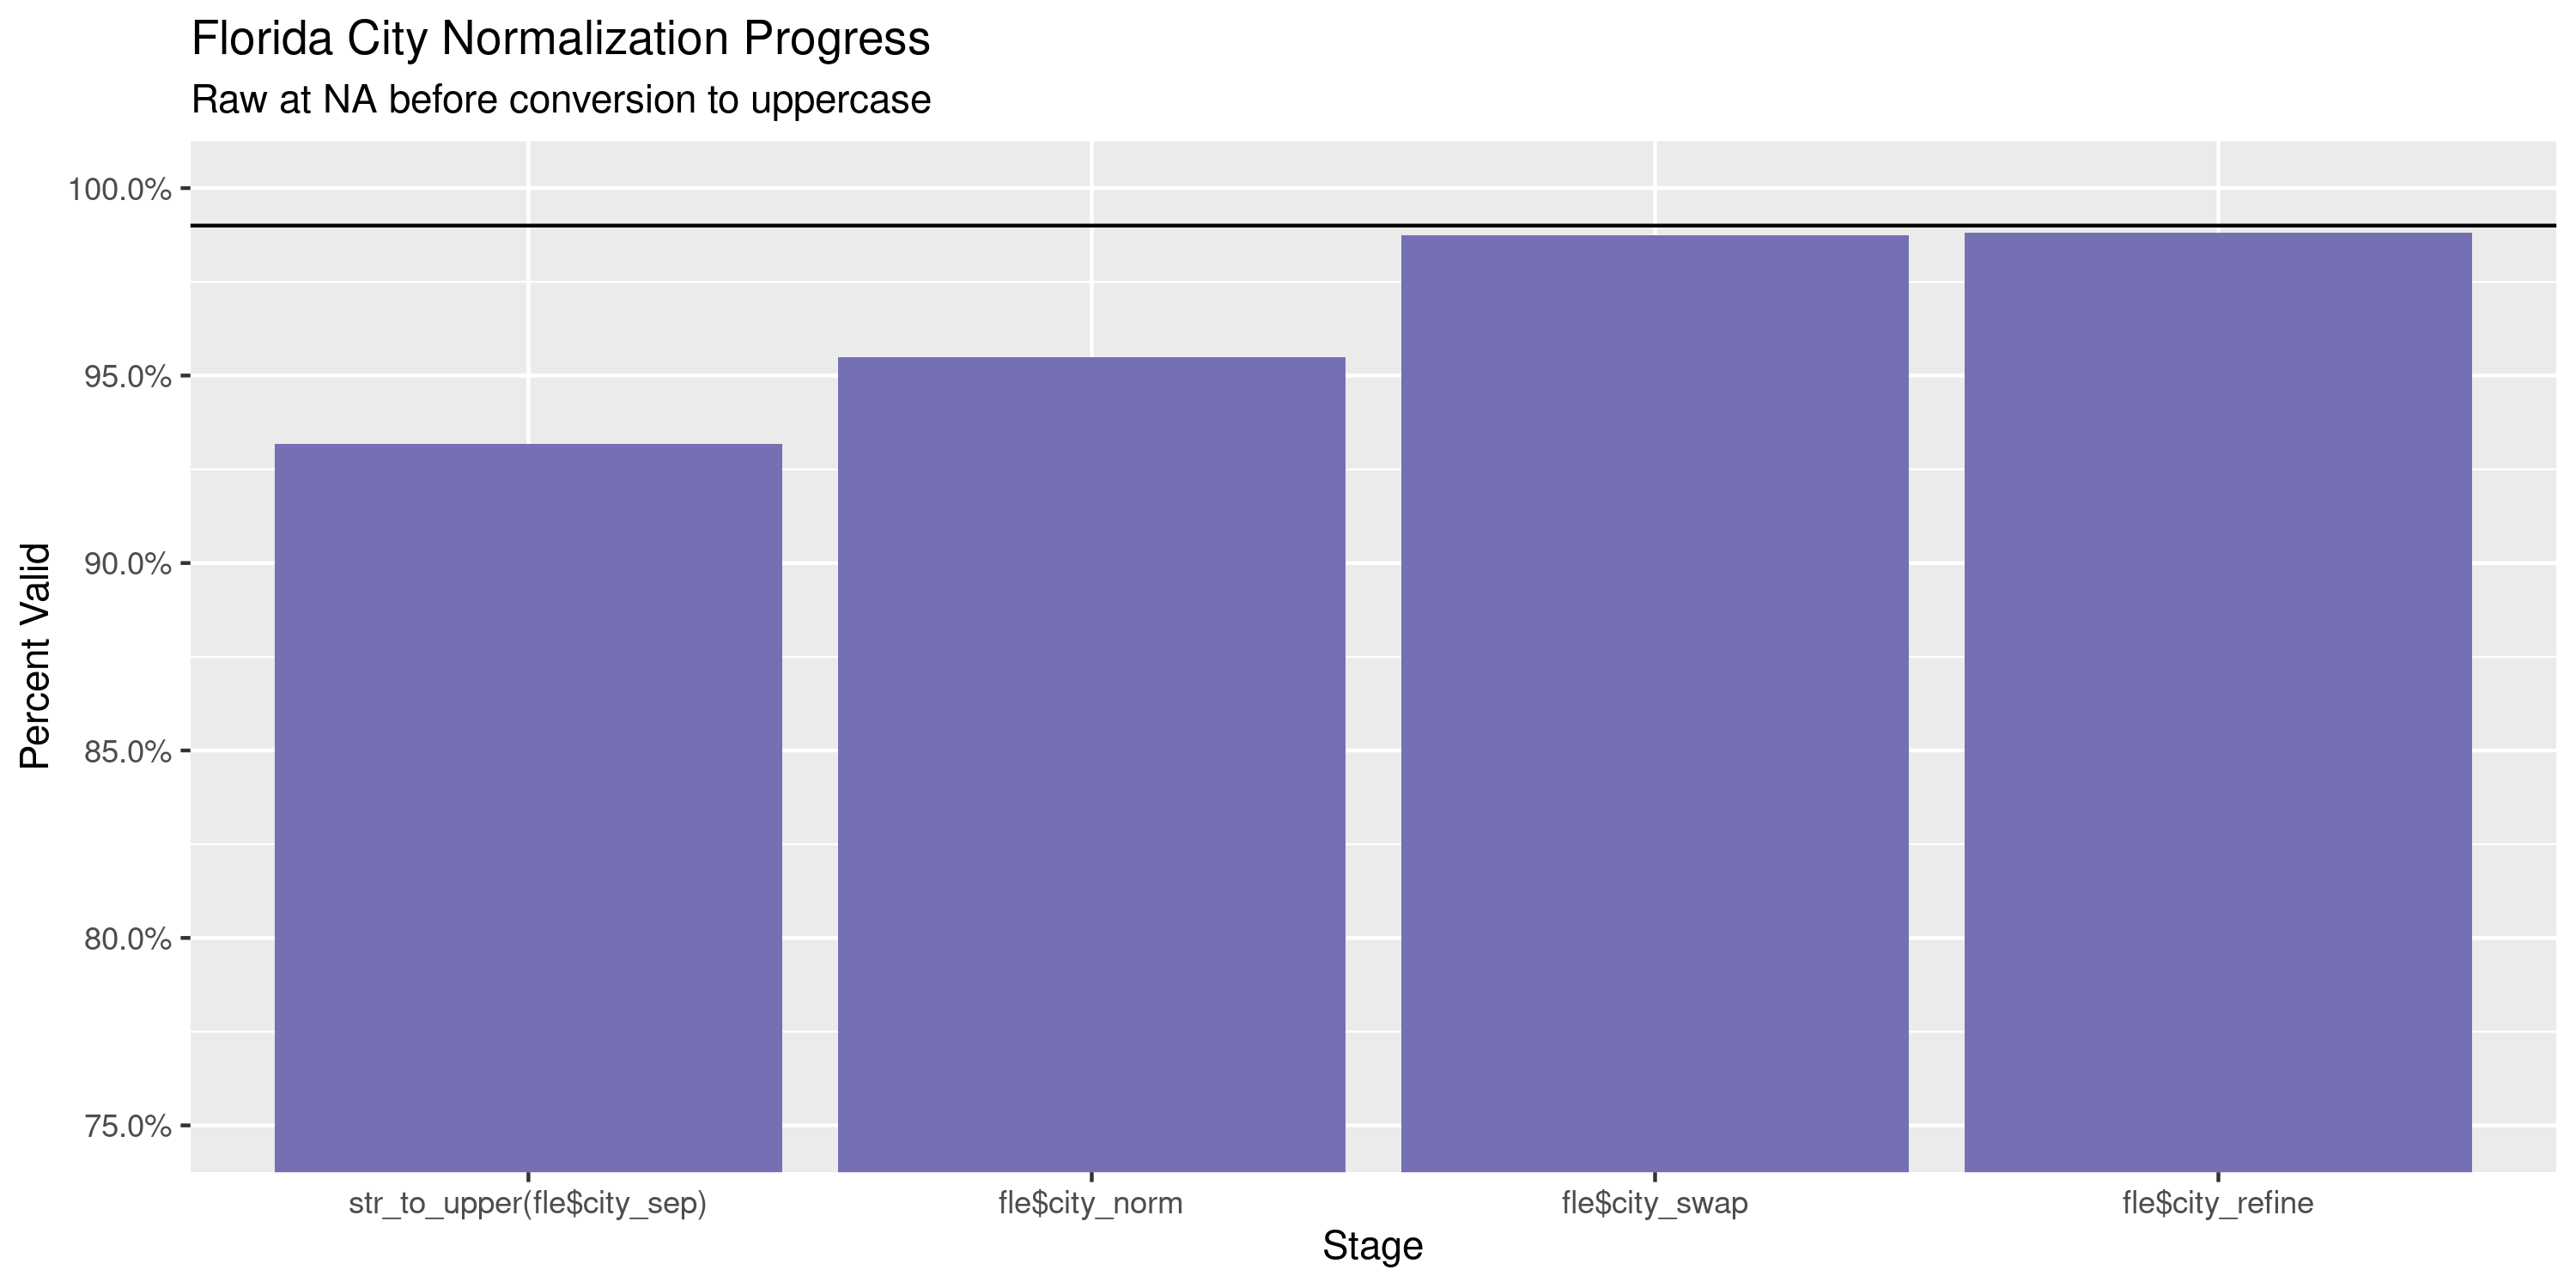 Florida City Normalization Progress
Raw at NA before conversion to uppercase
100.0%
95.0%
90.0%
85.0%
80.0%
75.0%
Percent Valid
str_to_upper(fle$city_sep)
fle$city_norm
fle$city_swap
fle$city_refine
Stage